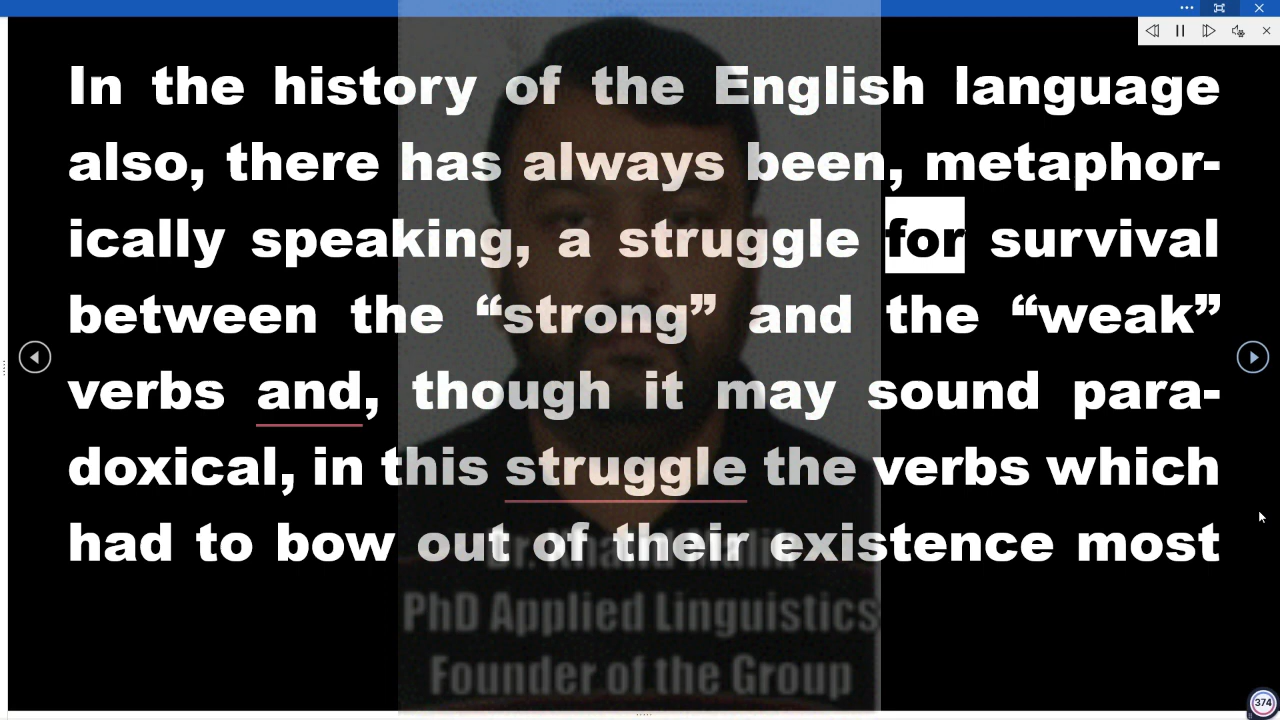 In the history of the English language
also, there has always been, metaphor-
ically speaking, a struggle for survival
between the “strong” and the “weak”
verbs and, though it may sound para-
doxical, in this struggle the verbs which
had to bow out of their existence most
PhD Applied Linguistics
Founder of the Group
374